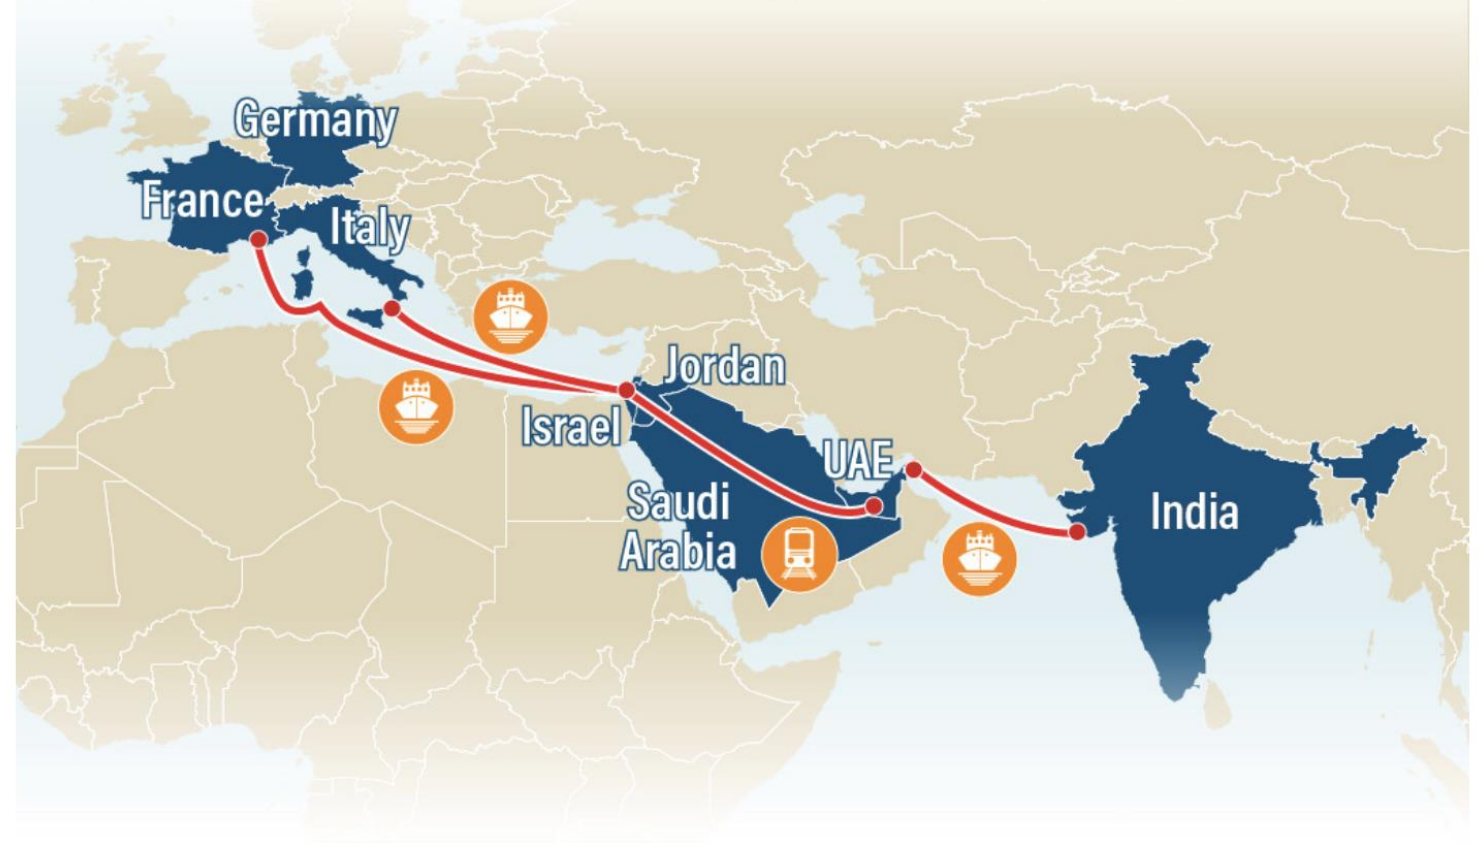 Germany
France
Italy
Jordan
Israel
UAE
Saudi
Arabia
India